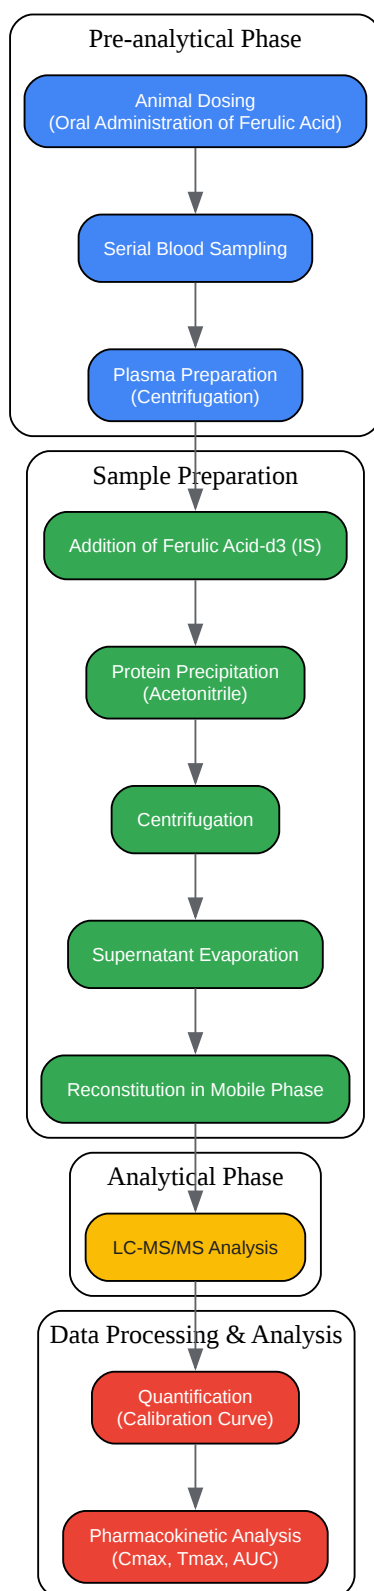 Pre-analytical Phase
Animal Dosing
(Oral Administration of Ferulic Acid)
Serial Blood Sampling
Plasma Preparation
(Centrifugation)
Sample Preparation
Addition of Ferulic Acid-d3 (IS)
Protein Precipitation
(Acetonitrile)
Centrifugation
Supernatant Evaporation
Reconstitution in Mobile Phase
Analytical Phase
LC-MS/MS Analysis
Data Processing & Analysis
Quantification
(Calibration Curve)
Pharmacokinetic Analysis
(Cmax, Tmax, AUC)